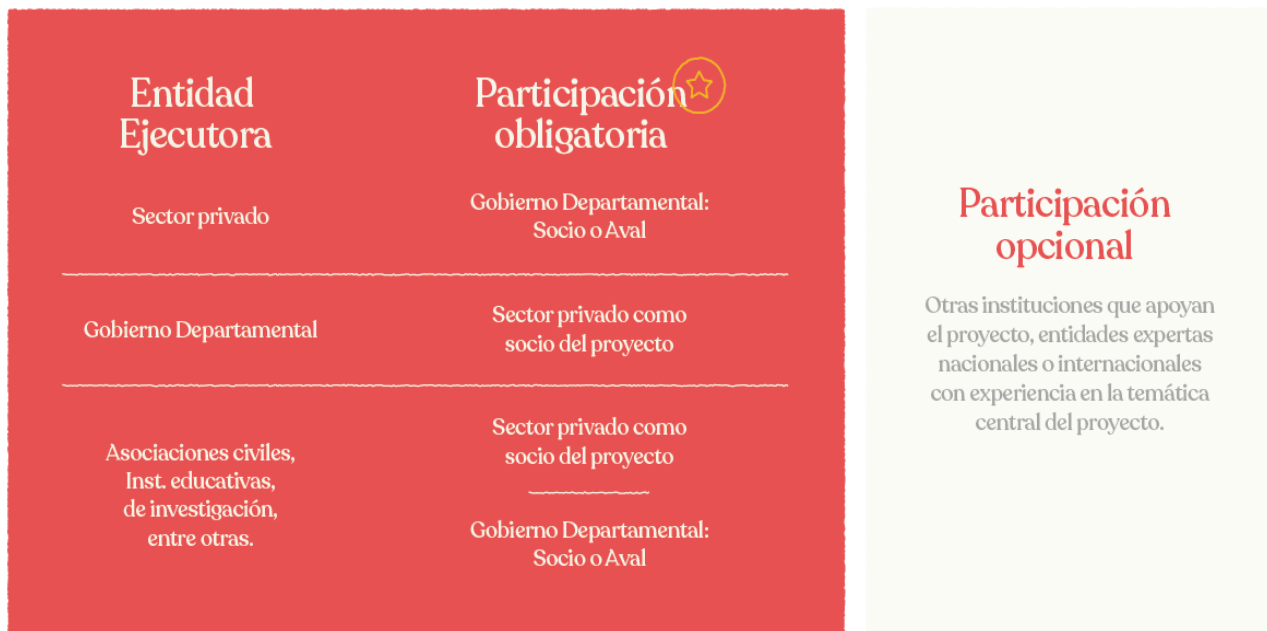 Entidad
Ejecutora
Participación
obligatoria
Sector privado
Gobierno Departamental:
Socio o Aval
Gobierno Departamental
Sector privado como
socio del proyecto
Asociaciones civiles,
Inst. educativas,
de investigación,
entre otras.
Sector privado como
socio del proyecto
Gobierno Departamental:
Socio o Aval
Participación
opcional
Otras instituciones que apoyan
el proyecto, entidades expertas
nacionales o internacionales
con experiencia en la temática
central del proyecto.